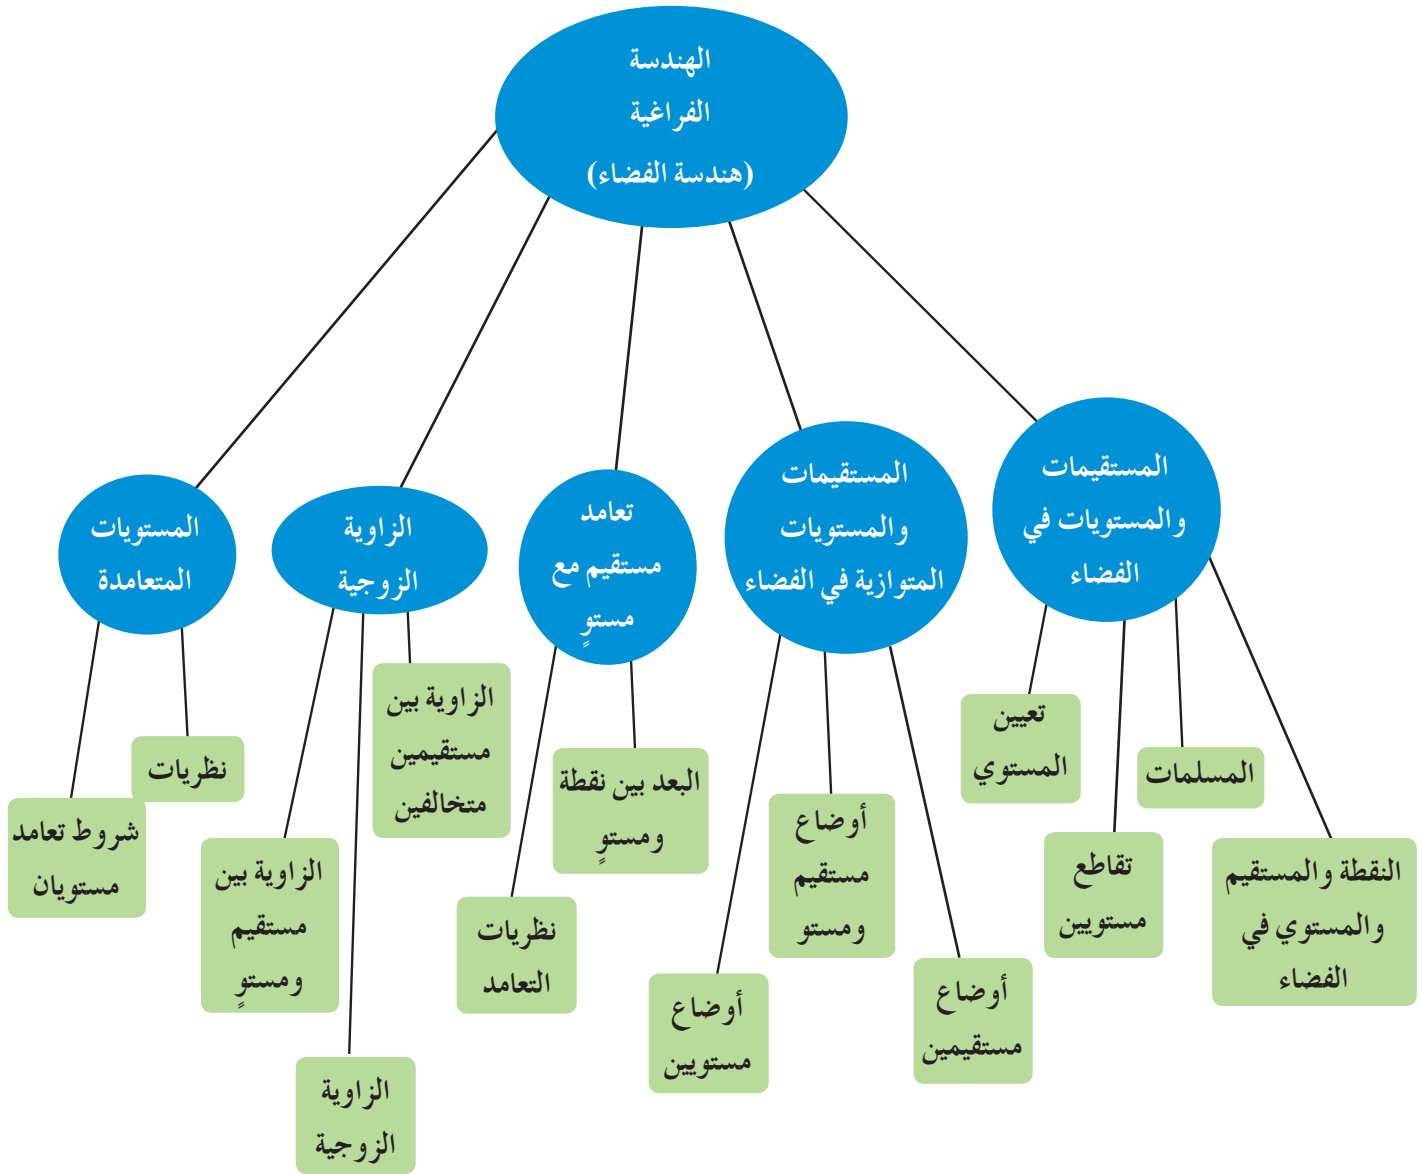 الهندسة
الفراغية
(هندسة الفضاء)
المستقيمات
والمستويات في
الفضاء
المستقيمات
والمستويات
المتوازية في الفضاء
تعامد
مستقيم مع
مستوٍ
الزاوية
الزوجية
المستويات
المتعامدة
النقطة والمستقيم
والمستوي في
الفضاء
المسلمات
تقاطع
مستويين
تعيين
المستوي
أوضاع
مستقيمين
أوضاع
مستقيم
ومستو
أوضاع
مستويين
البعد بين نقطة
ومستوٍ
نظريات
التعامد
الزاوية بين
مستقيمين
متخالفين
الزاوية
الزوجية
الزاوية بين
مستقيم
ومستوٍ
نظريات
شروط تعامد
مستويان